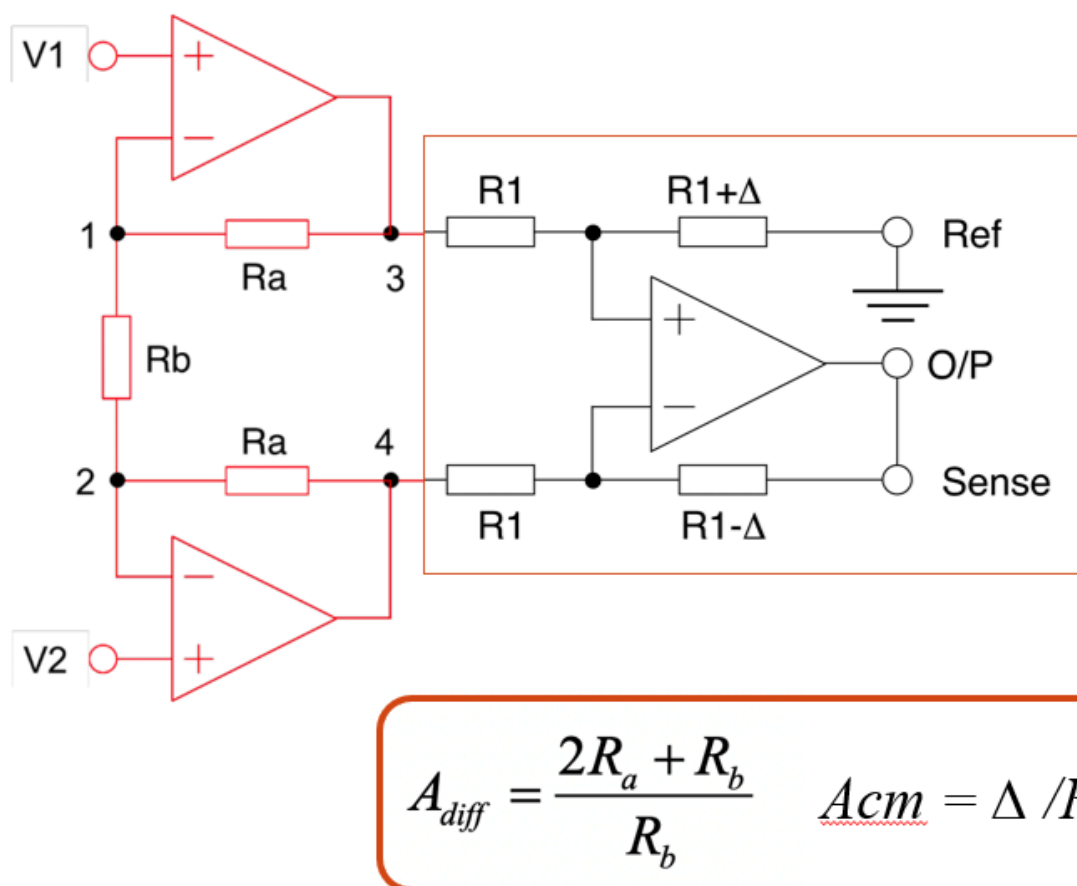 V1
+
−
R1
R1+Δ
1
Ra
3
Ref
+
Rb
O/P
−
Ra
4
2
Sense
R1
R1-Δ
−
V2
+
A_diff = (2R_a + R_b) / R_b    Acm = Δ /